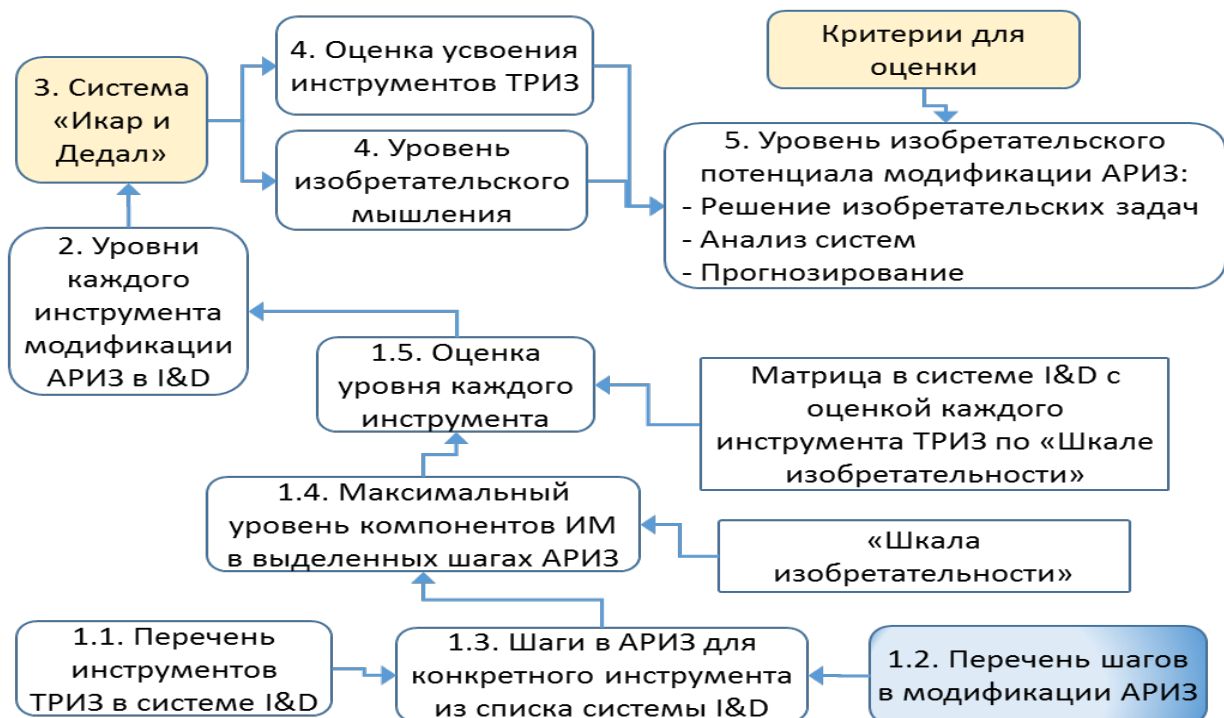 4. Оценка усвоения
инструментов ТРИЗ
Критерии для
оценки
3. Система
«Икар и
Дедал»
4. Уровень
изобретательского
мышления
5. Уровень изобретательского
потенциала модификации АРИЗ:
- Решение изобретательских задач
- Анализ систем
- Прогнозирование
2. Уровни
каждого
инструмента
модификации
АРИЗ в I&D
1.5. Оценка
уровня каждого
инструмента
Матрица в системе I&D с
оценкой каждого
инструмента ТРИЗ по «Шкале
изобретательности»
1.4. Максимальный
уровень компонентов ИМ
в выделенных шагах АРИЗ
«Шкала
изобретательности»
1.1. Перечень
инструментов
ТРИЗ в системе I&D
1.3. Шаги в АРИЗ для
конкретного инструмента
из списка системы I&D
1.2. Перечень шагов
в модификации АРИЗ